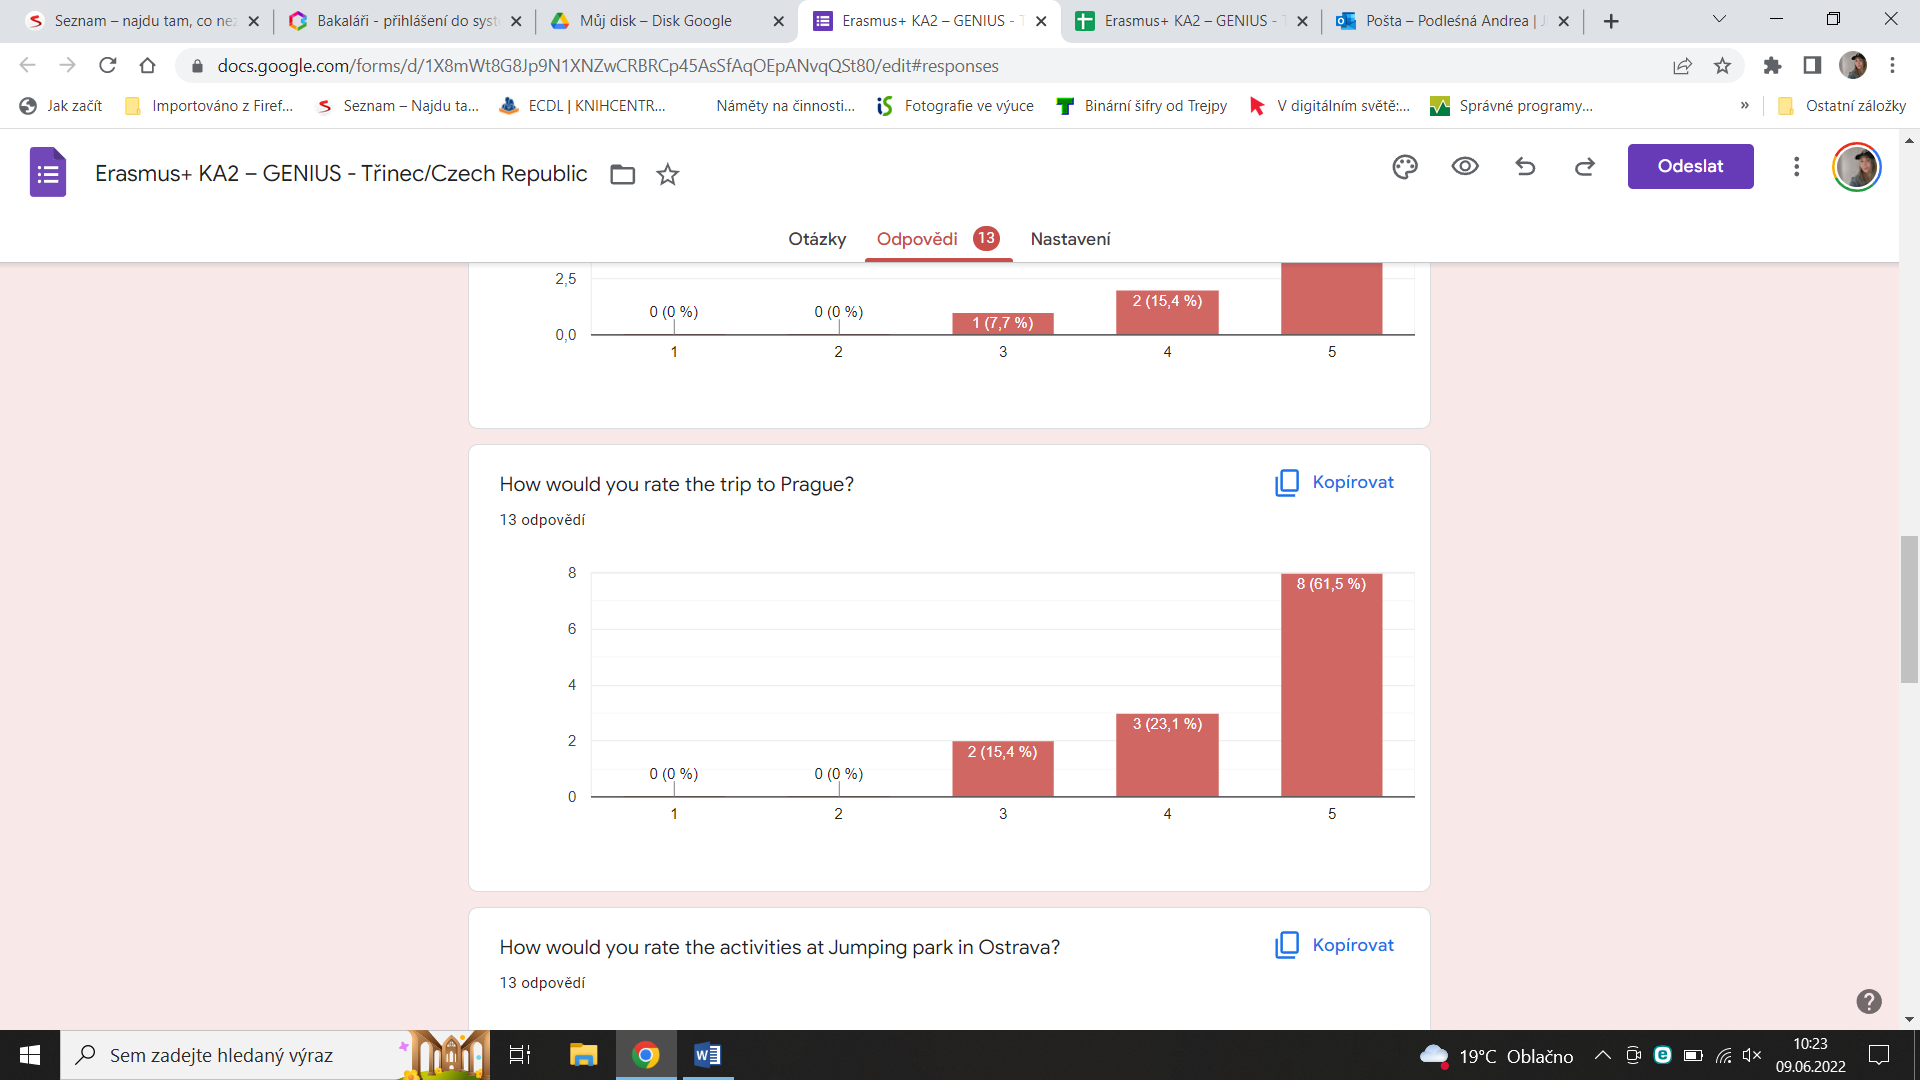 Seznam – najdu tam, co nez
Bakaláři - přihlášení do syst
Můj disk – Disk Google
Erasmus+ KA2 – GENIUS - T
Erasmus+ KA2 – GENIUS - T
Pošta – Podleśná Andrea | J
docs.google.com/forms/d/1X8mWt8G8Jp9N1XNZwCRBRCp45AsSfAqOEpANvqQSt80/edit#responses
Jak začít
Importováno z Firef...
Seznam – Najdu ta...
ECDL | KNIHCENTR...
Náměty na činnosti...
Fotografie ve výuce
Binární šifry od Trejpy
V digitálním světě:...
Správné programy...
»
Ostatní záložky
Erasmus+ KA2 – GENIUS - Třinec/Czech Republic
Odeslat
Otázky
Odpovědi 13
Nastavení
2,5
0,0
0 (0 %)
0 (0 %)
1 (7,7 %)
2 (15,4 %)
1 2 3 4 5
How would you rate the trip to Prague?
Kopírovat
13 odpovědí
8
6
4
2
0
0 (0 %)
0 (0 %)
2 (15,4 %)
3 (23,1 %)
8 (61,5 %)
1 2 3 4 5
How would you rate the activities at Jumping park in Ostrava?
Kopírovat
13 odpovědí
Sem zadejte hledaný výraz
19°C Oblačno
10:23
09.06.2022